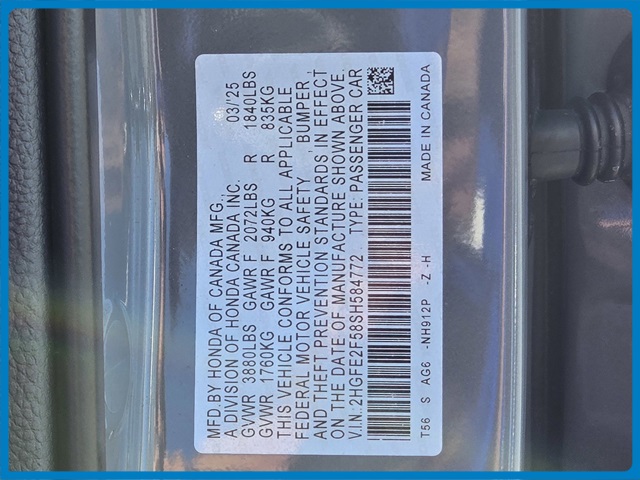 MFD.BY HONDA OF CANADA MFG.,
A DIVISION OF HONDA CANADA INC. 03/'25
GVWR 3880LBS GAWR F 2072LBS R 1840LBS
GVWR 1760KG GAWR F 940KG R 835KG
THIS VEHICLE CONFORMS TO ALL APPLICABLE
FEDERAL MOTOR VEHICLE SAFETY , BUMPER ,
AND THEFT PREVENTION STANDARDS IN EFFECT
ON THE DATE OF MANUFACTURE SHOWN ABOVE.
V.I.N.:2HGFE2F58SH584772 TYPE: PASSENGER CAR
T56 S AG6 -NH912P -Z -H MADE IN CANADA